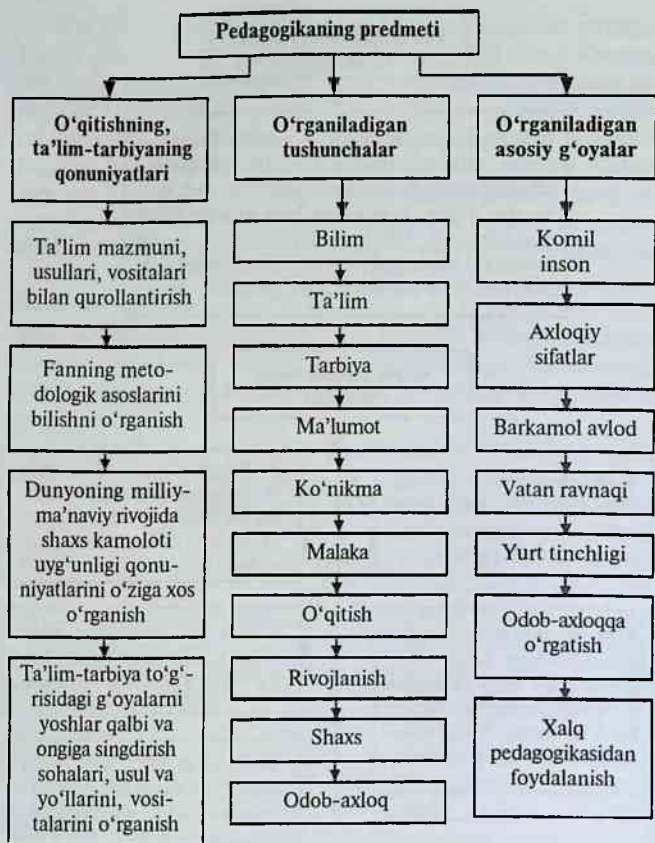 Pedagogikaning predmeti
O‘qitishning,
ta’lim-tarbiyaning
qonuniyatlari
Ta’lim mazmuni,
usullari, vositalari
bilan qurollantirish
Fanning meto-
dologik asoslarini
bilishni o‘rganish
Dunyoning milliy-
ma’naviy rivojida
shaxs kamoloti
uyg‘unligi qonu-
niyatlarini o‘ziga xos
o‘rganish
Ta’lim-tarbiya to‘g‘-
risidagi g‘oyalarni
yoshlar qalbi va
ongiga singdirish
sohalari, usul va
yo‘llarini, vosi-
talarini o‘rganish
O‘rganiladigan
tushunchalar
Bilim
Ta’lim
Tarbiya
Ma’lumot
Ko‘nikma
Malaka
O‘qitish
Rivojlanish
Shaxs
Odob-axloq
O‘rganiladigan
asosiy g‘oyalar
Komil
inson
Axloqiy
sifatlar
Barkamol avlod
Vatan ravnaqi
Yurt tinchligi
Odob-axloqqa
o‘rgatish
Xalq
pedagogikasidan
foydalanish